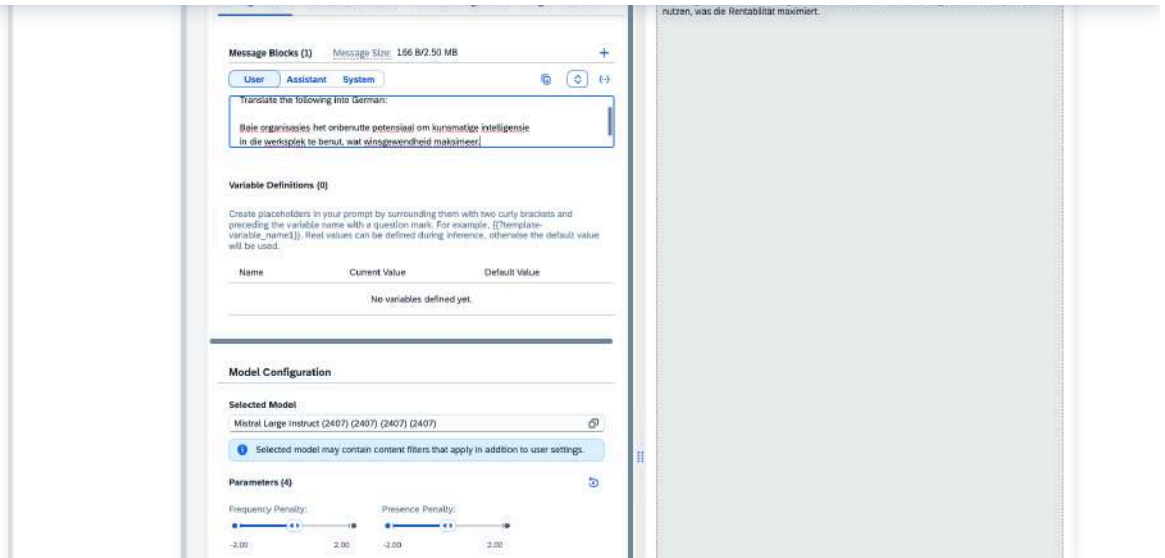 nutzen, was die Rentabilität maximiert.
Message Blocks (1) Message Size: 166 B/2.50 MB
User Assistant System
Translate the following into German:
Baie organisasies het onbenutte potensiaal om kunsmatige intelligensie
in die werksplek te benut, wat winsgewendheid maksimeer.
Variable Definitions (0)
Create placeholders in your prompt by surrounding them with two curly brackets and
preceding the variable name with a question mark. For example, {{?template-
variable_name1}}. Real values can be defined during inference, otherwise the default value
will be used.
Name Current Value Default Value
No variables defined yet.
Model Configuration
Selected Model
Mistral Large Instruct (2407) (2407) (2407) (2407)
Selected model may contain content filters that apply in addition to user settings.
Parameters (4)
Frequency Penalty: Presence Penalty:
-2.00 2.00 -2.00 2.00